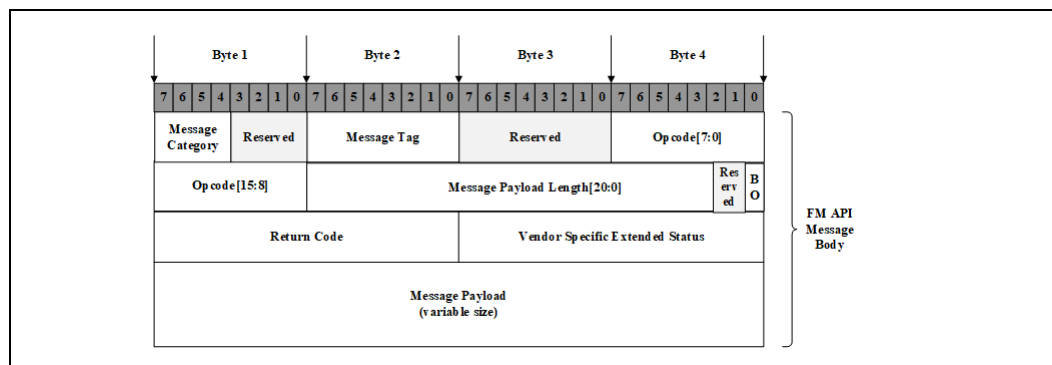 Byte 1 Byte 2 Byte 3 Byte 4
7 6 5 4 3 2 1 0 7 6 5 4 3 2 1 0 7 6 5 4 3 2 1 0 7 6 5 4 3 2 1 0
Message
Category
Reserved
Message Tag
Reserved
Opcode[7:0]
Opcode[15:8]
Message Payload Length[20:0]
Res
erv
ed
B
O
Return Code
Vendor Specific Extended Status
Message Payload
(variable size)
FM API
Message
Body